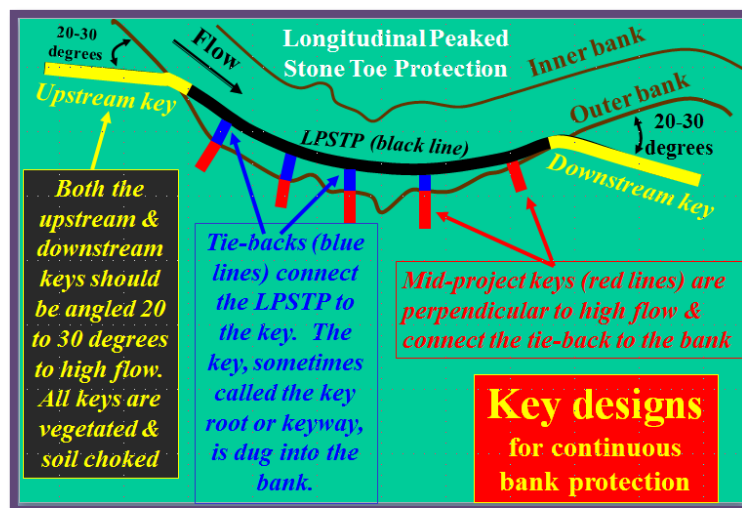 20-30
degrees
Flow
Longitudinal Peaked
Stone Toe Protection
Inner bank
Upstream key
Outer bank
LPSTP (black line)
20-30
degrees
Downstream key
Both the
upstream &
downstream
keys should
be angled 20
to 30 degrees
to high flow.
All keys are
vegetated &
soil choked
Tie-backs (blue
lines) connect
the LPSTP to
the key. The
key, sometimes
called the key
root or keyway,
is dug into the
bank.
Mid-project keys (red lines) are
perpendicular to high flow &
connect the tie-back to the bank
Key designs
for continuous
bank protection